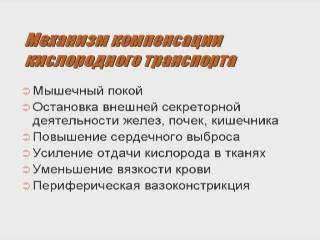 Механизм компенсации
кислородного транспорта
Мышечный покой
Остановка внешней секреторной
деятельности желез, почек, кишечника
Повышение сердечного выброса
Усиление отдачи кислорода в тканях
Уменьшение вязкости крови
Периферическая вазоконстрикция